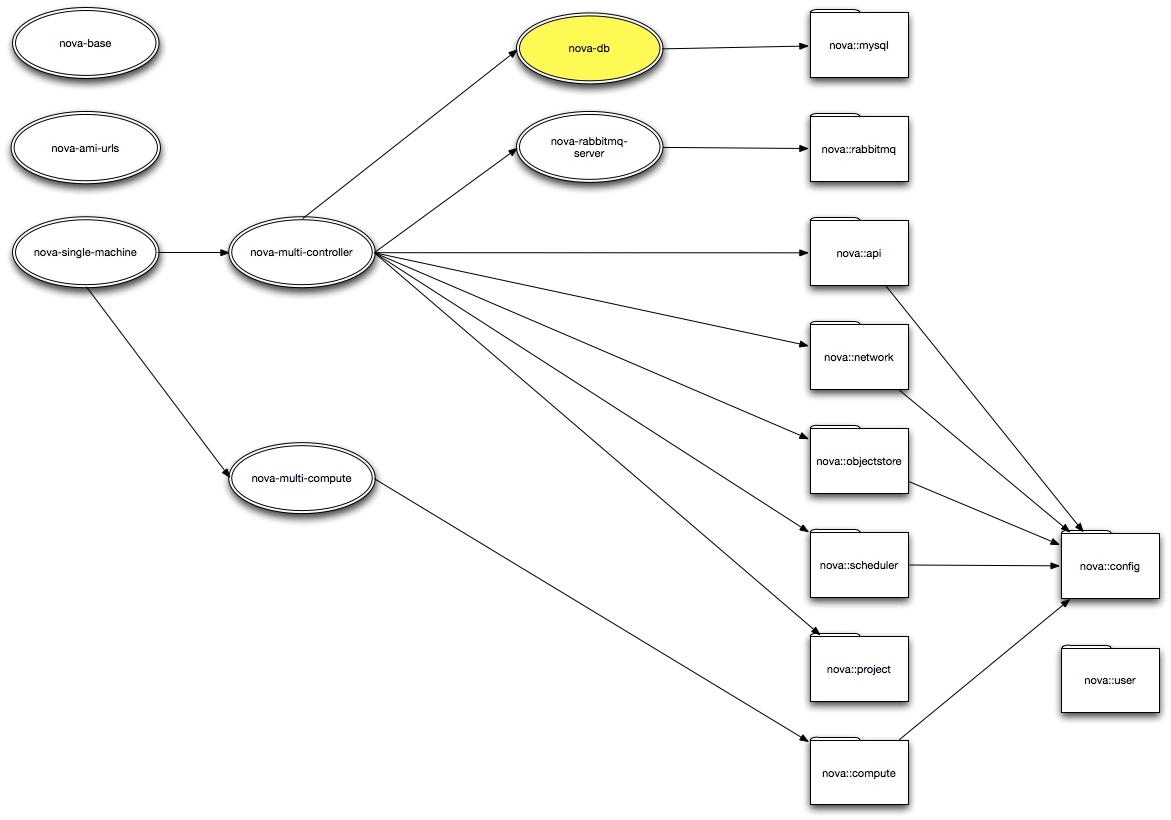 nova-base
nova-db
nova::mysql
nova-ami-urls
nova-rabbitmq-
server
nova::rabbitmq
nova-single-machine
nova-multi-controller
nova::api
nova::network
nova::objectstore
nova-multi-compute
nova::scheduler
nova::config
nova::project
nova::user
nova::compute